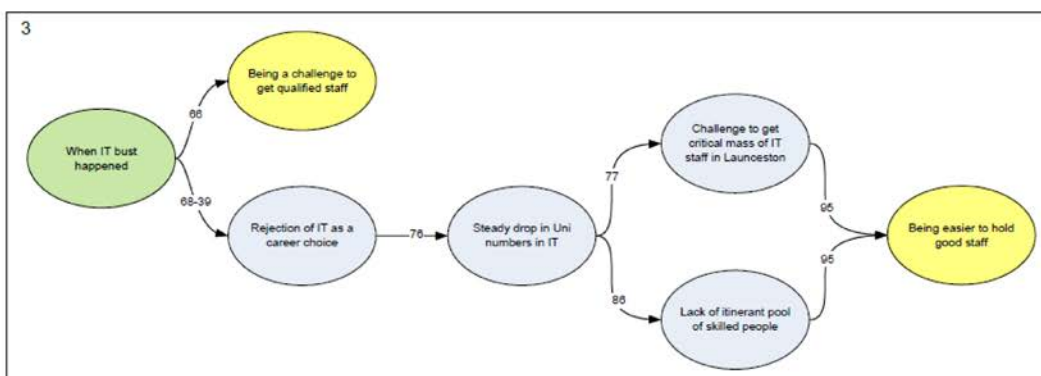 3
Being a challenge to
get qualified staff
66
When IT bust
happened
68-39
Rejection of IT as a
career choice
76
Steady drop in Uni
numbers in IT
77
Challenge to get
critical mass of IT
staff in Launceston
95
86
Lack of itinerant pool
of skilled people
95
Being easier to hold
good staff